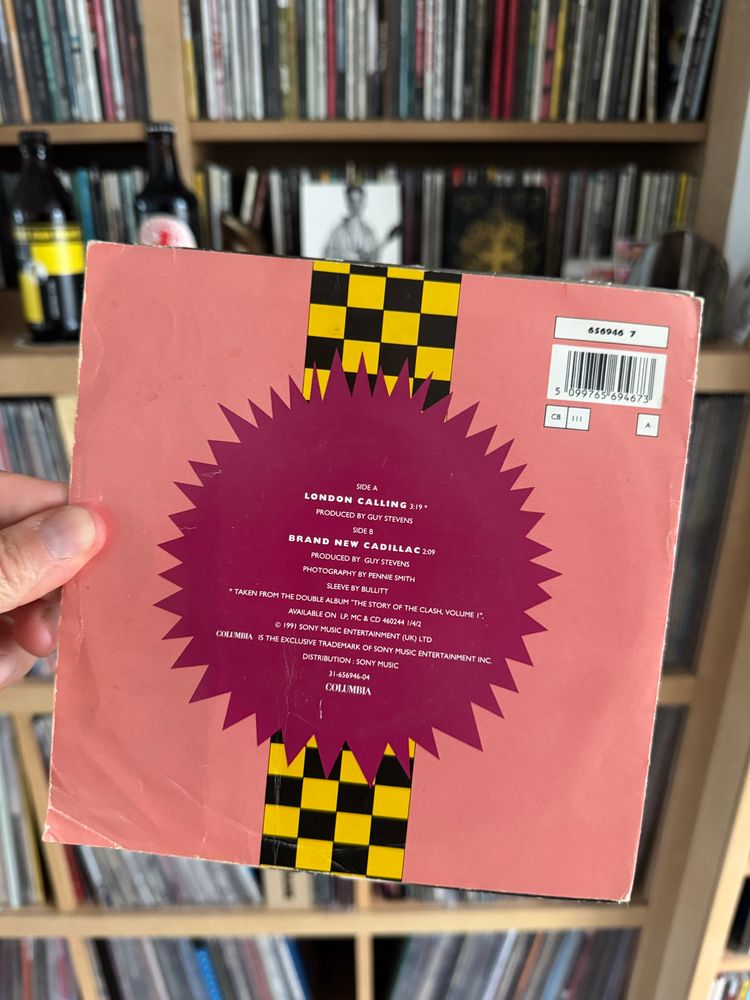 656946 7
5 099765 694673
CB 111 A
SIDE A
LONDON CALLING 3:19 *
PRODUCED BY GUY STEVENS
SIDE B
BRAND NEW CADILLAC 2:09
PRODUCED BY GUY STEVENS
PHOTOGRAPHY BY PENNIE SMITH
SLEEVE BY BULLITT
* TAKEN FROM THE DOUBLE ALBUM "THE STORY OF THE CLASH, VOLUME 1".
AVAILABLE ON LP, MC & CD 460244 1/4/2
© 1991 SONY MUSIC ENTERTAINMENT (UK) LTD
COLUMBIA IS THE EXCLUSIVE TRADEMARK OF SONY MUSIC ENTERTAINMENT INC.
DISTRIBUTION : SONY MUSIC
31-656946-04
COLUMBIA